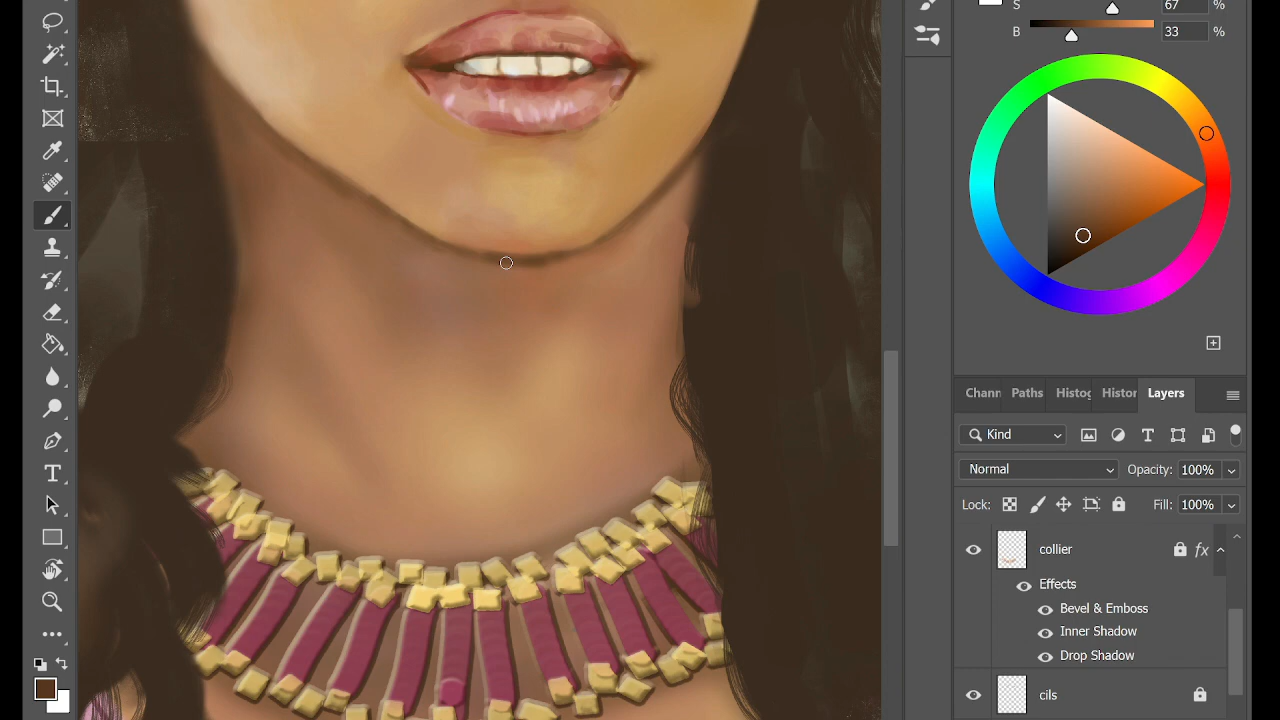 S 67 %
B 33 %
Chann Paths Histog Histor Layers
Kind
Normal Opacity: 100%
Lock: Fill: 100%
collier fx
Effects
Bevel & Emboss
Inner Shadow
Drop Shadow
cils